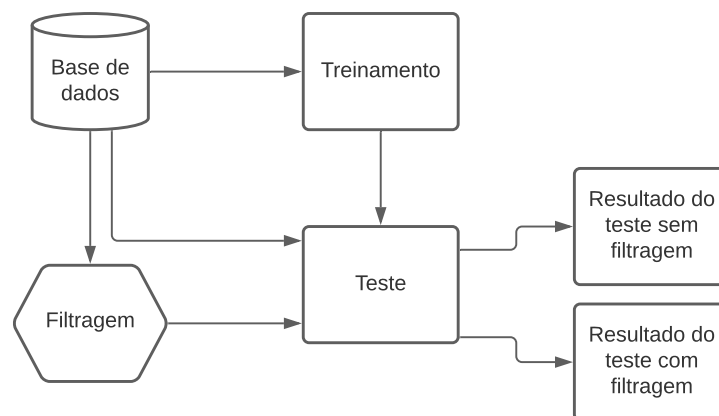 Base de
dados
Treinamento
Resultado do
teste sem
filtragem
Teste
Filtragem
Resultado do
teste com
filtragem